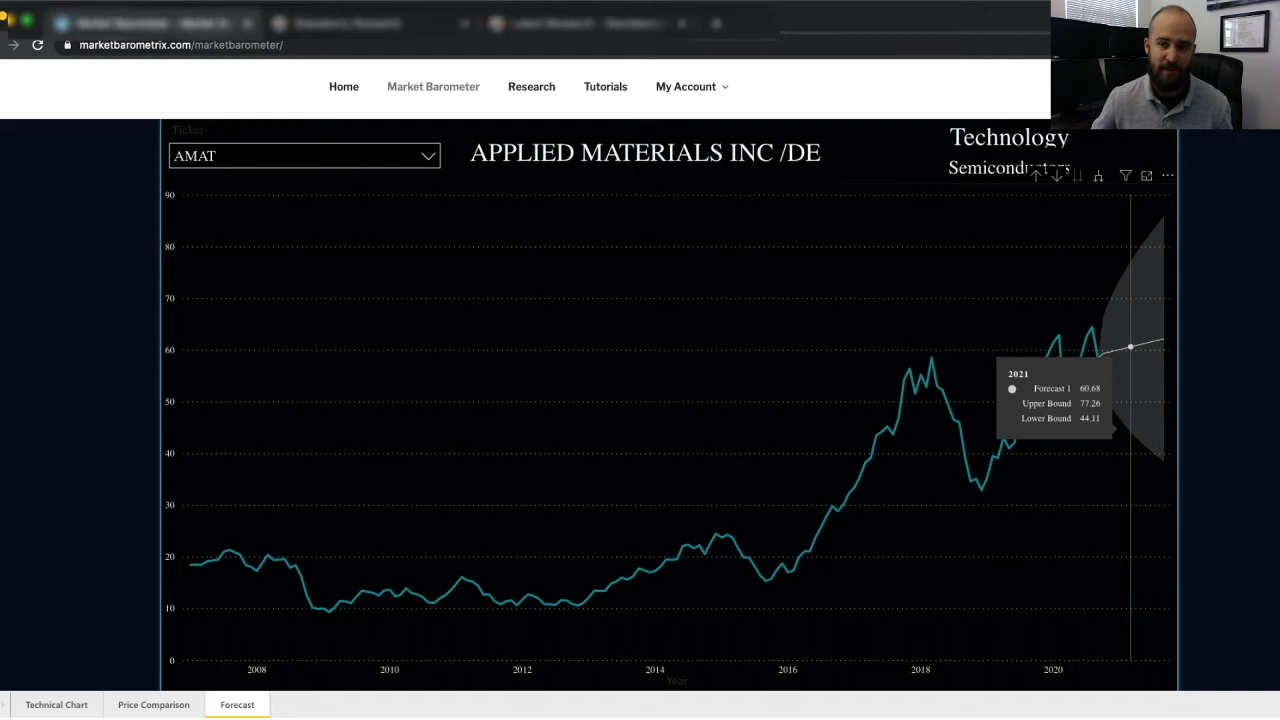 marketbarometrix.com/marketbarometer/
Home Market Barometer Research Tutorials My Account
Ticker
AMAT
APPLIED MATERIALS INC /DE
Technology
Semiconductors
90
80
70
60
50
40
30
20
10
0
2021
Forecast 1 60.68
Upper Bound 77.26
Lower Bound 44.11
2008 2010 2012 2014 2016 2018 2020
Year
Technical Chart Price Comparison Forecast